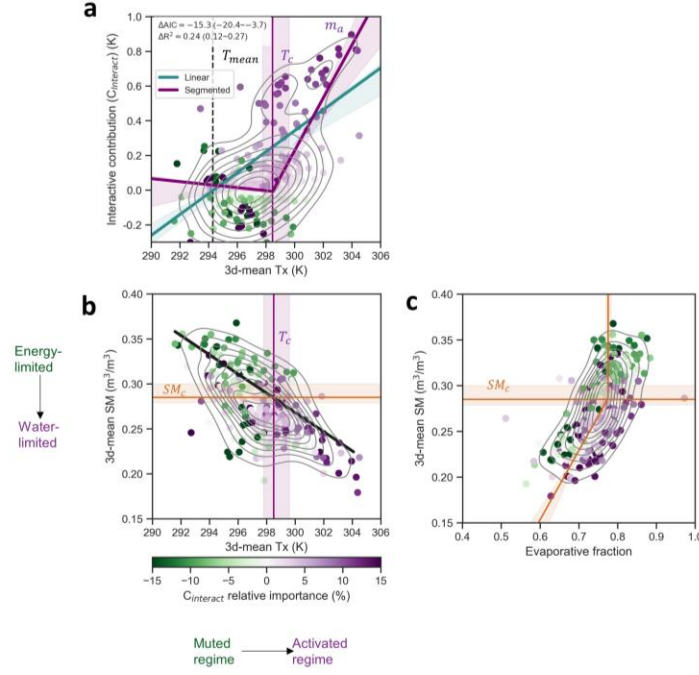 a
ΔAIC = −15.3 (−20.4~−3.7)
ΔR² = 0.24 (0.12~0.27)
T_mean
T_c
m_a
Linear
Segmented
Interactive contribution (C_Interact) (K)
1.0
0.8
0.6
0.4
0.2
0.0
-0.2
290 292 294 296 298 300 302 304 306
3d-mean Tx (K)
b
T_c
SM_c
3d-mean SM (m³/m³)
0.40
0.35
0.30
0.25
0.20
0.15
290 292 294 296 298 300 302 304 306
3d-mean Tx (K)
c
SM_c
3d-mean SM (m³/m³)
0.40
0.35
0.30
0.25
0.20
0.15
0.4 0.5 0.6 0.7 0.8 0.9 1.0
Evaporative fraction
Energy-
limited
Water-
limited
−15 −10 −5 0 5 10 15
C_interact relative importance (%)
Muted
regime
Activated
regime